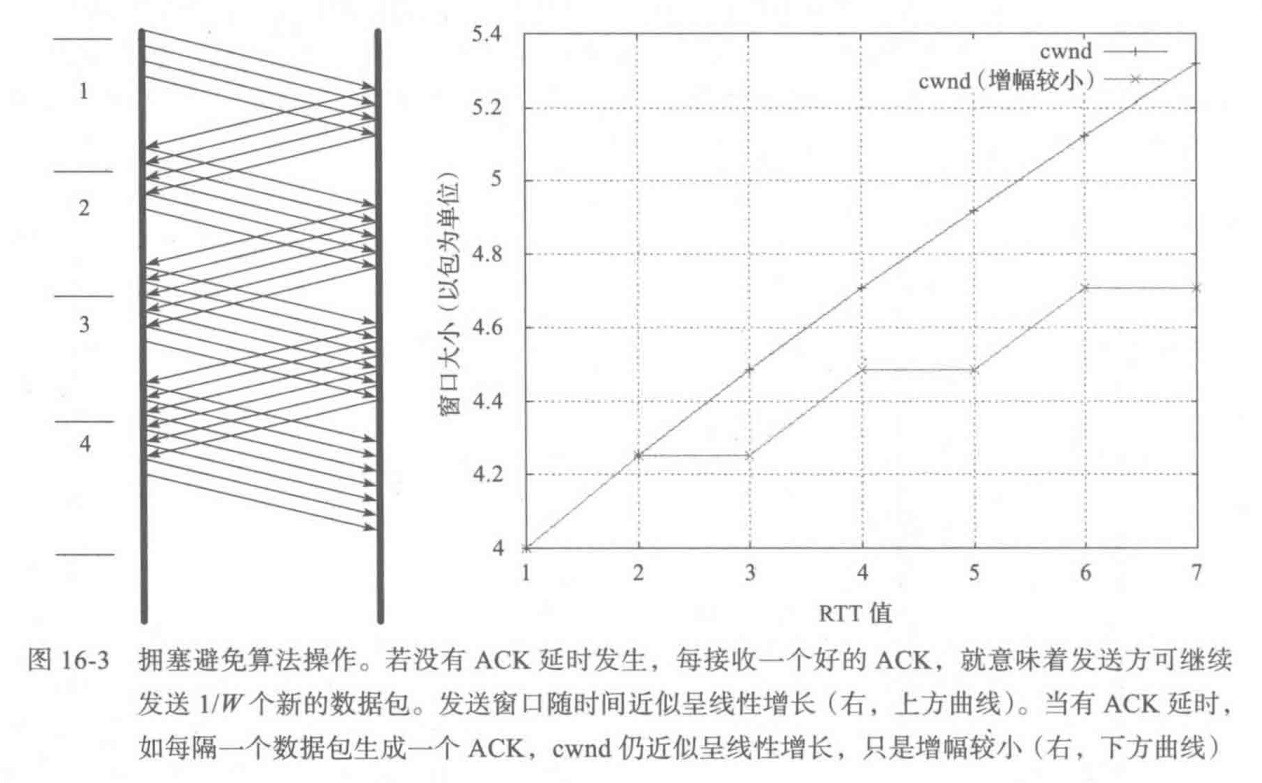 1
2
3
4
5.4
5.2
5
4.8
4.6
4.4
4.2
4
窗口大小（以包为单位）
cwnd
cwnd（增幅较小）
1 2 3 4 5 6 7
RTT 值
图 16-3 拥塞避免算法操作。若没有 ACK 延时发生，每接收一个好的 ACK，就意味着发送方可继续
发送 1/W 个新的数据包。发送窗口随时间近似呈线性增长（右，上方曲线）。当有 ACK 延时，
如每隔一个数据包生成一个 ACK，cwnd 仍近似呈线性增长，只是增幅较小（右，下方曲线）